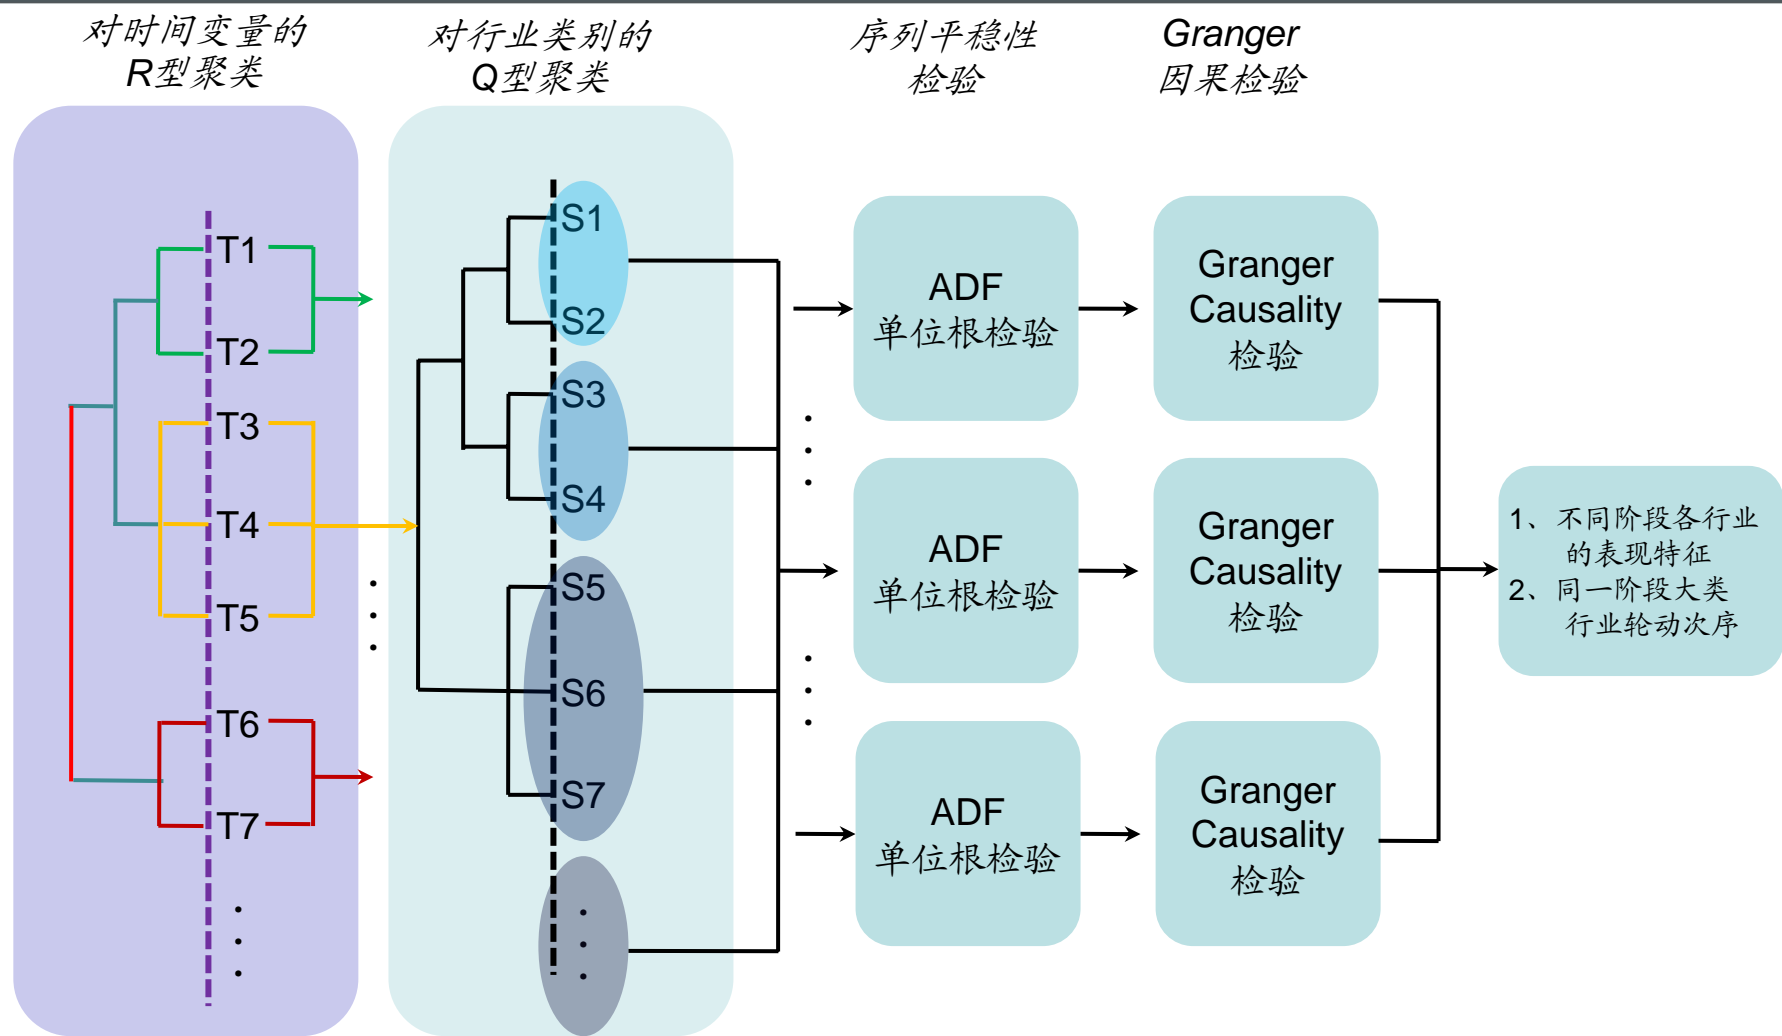 对时间变量的
R型聚类
对行业类别的
Q型聚类
序列平稳性
检验
Granger
因果检验
T1
T2
T3
T4
T5
T6
T7
S1
S2
S3
S4
S5
S6
S7
ADF
单位根检验
Granger
Causality
检验
ADF
单位根检验
Granger
Causality
检验
ADF
单位根检验
Granger
Causality
检验
1、不同阶段各行业
的表现特征
2、同一阶段大类
行业轮动次序